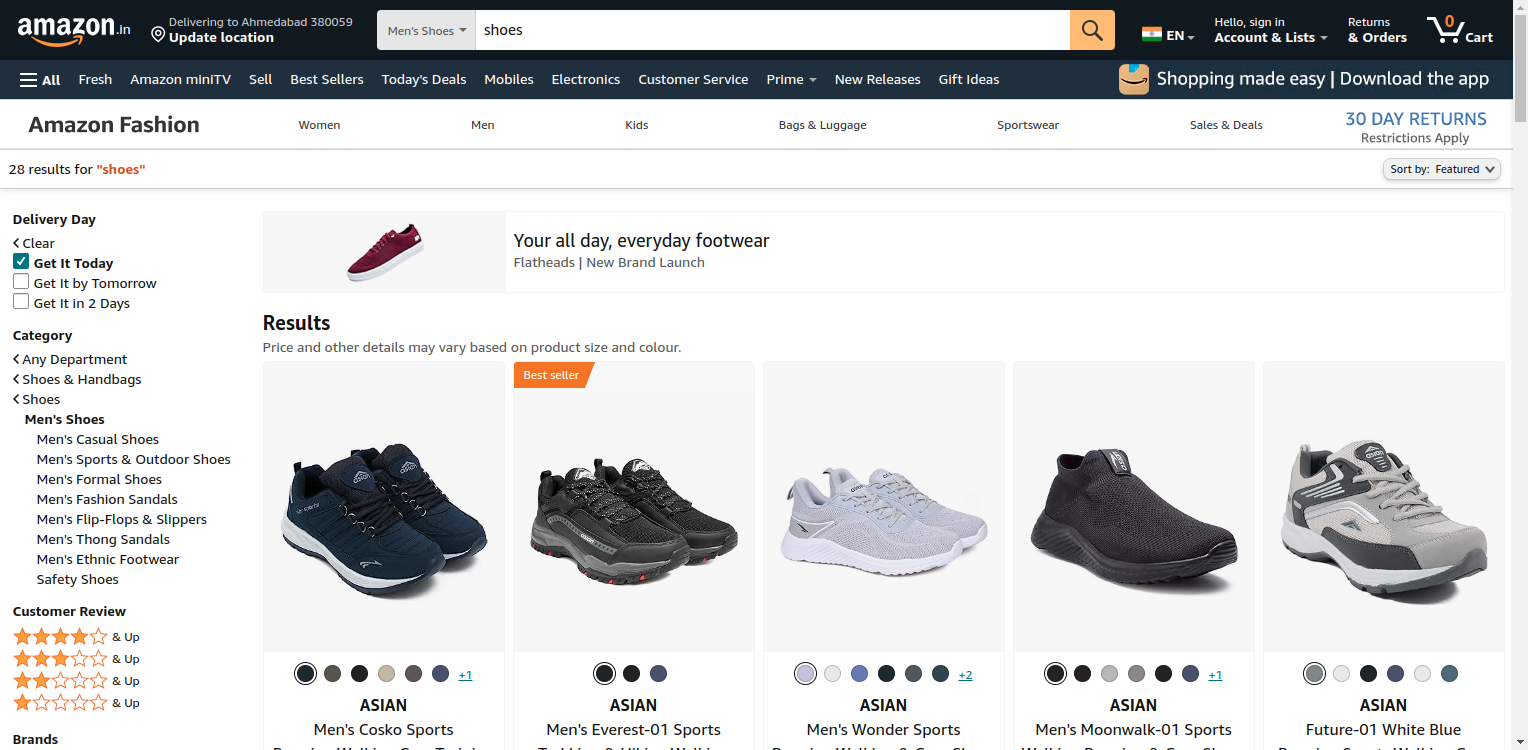 amazon.in
Delivering to Ahmedabad 380059
Update location
Men's Shoes
shoes
EN
Hello, sign in
Account & Lists
Returns
& Orders
0
Cart
All
Fresh
Amazon miniTV
Sell
Best Sellers
Today's Deals
Mobiles
Electronics
Customer Service
Prime
New Releases
Gift Ideas
Shopping made easy | Download the app
Amazon Fashion
Women
Men
Kids
Bags & Luggage
Sportswear
Sales & Deals
30 DAY RETURNS
Restrictions Apply
28 results for "shoes"
Sort by: Featured
Delivery Day
Clear
Get It Today
Get It by Tomorrow
Get It in 2 Days
Category
Any Department
Shoes & Handbags
Shoes
Men's Shoes
Men's Casual Shoes
Men's Sports & Outdoor Shoes
Men's Formal Shoes
Men's Fashion Sandals
Men's Flip-Flops & Slippers
Men's Thong Sandals
Men's Ethnic Footwear
Safety Shoes
Customer Review
& Up
& Up
& Up
& Up
Brands
Your all day, everyday footwear
Flatheads | New Brand Launch
Results
Price and other details may vary based on product size and colour.
Best seller
+1
ASIAN
Men's Cosko Sports
ASIAN
Men's Everest-01 Sports
+2
ASIAN
Men's Wonder Sports
+1
ASIAN
Men's Moonwalk-01 Sports
ASIAN
Future-01 White Blue